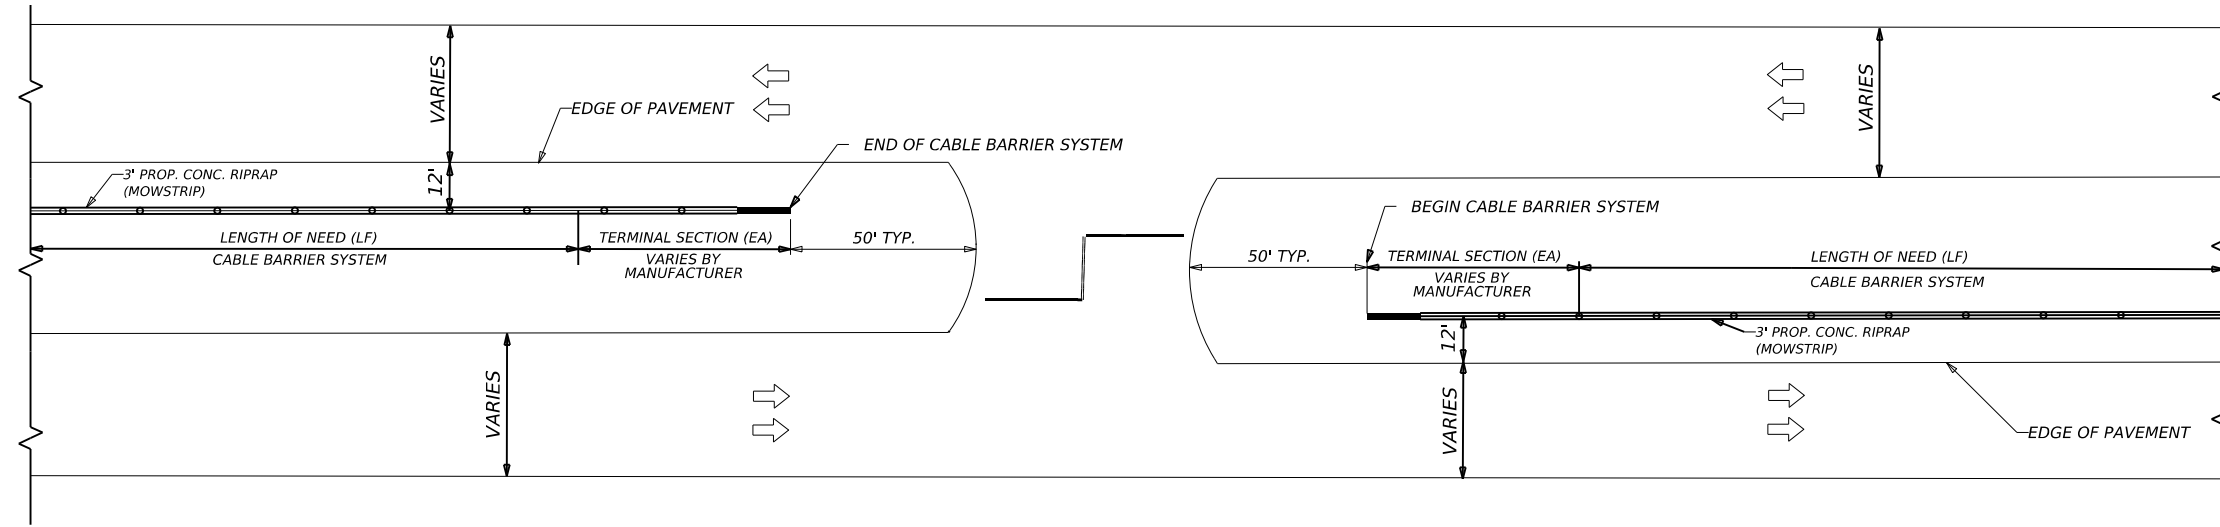 VARIES
EDGE OF PAVEMENT
END OF CABLE BARRIER SYSTEM
3' PROP. CONC. RIPRAP
(MOWSTRIP)
12'
LENGTH OF NEED (LF)
CABLE BARRIER SYSTEM
TERMINAL SECTION (EA)
VARIES BY
MANUFACTURER
50' TYP.
VARIES
VARIES
BEGIN CABLE BARRIER SYSTEM
50' TYP.
TERMINAL SECTION (EA)
VARIES BY
MANUFACTURER
LENGTH OF NEED (LF)
CABLE BARRIER SYSTEM
12'
3' PROP. CONC. RIPRAP
(MOWSTRIP)
VARIES
EDGE OF PAVEMENT